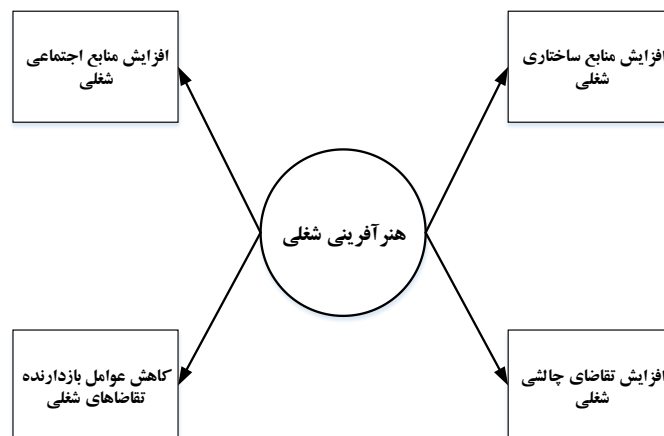 افزایش منابع ساختاری
شغلی
افزایش منابع اجتماعی
شغلی
هنرآفرینی شغلی
افزایش تقاضای چالشی
شغلی
کاهش عوامل بازدارنده
تقاضاهای شغلی